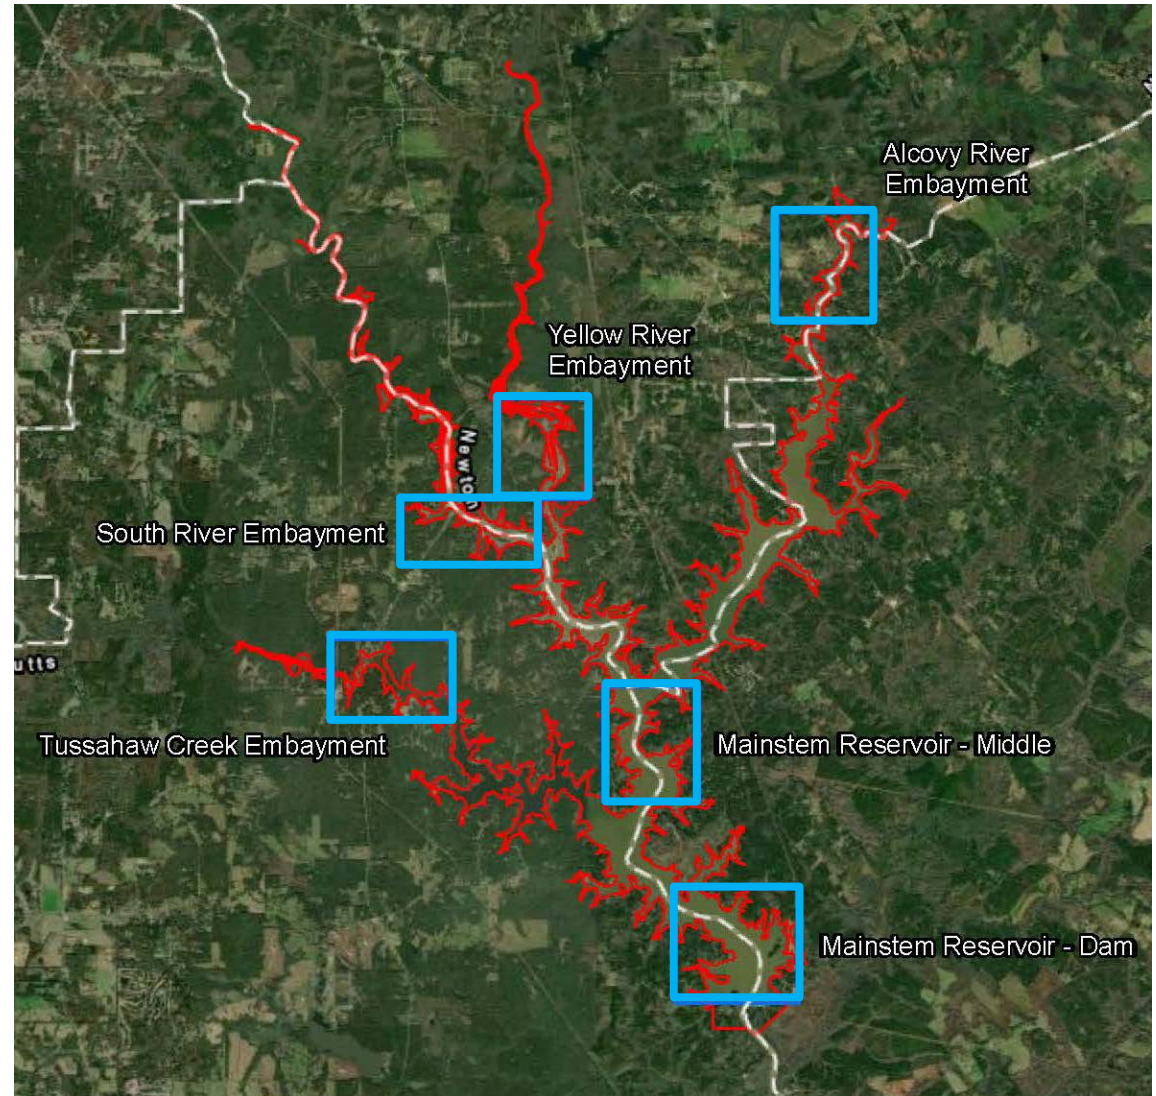 Alcovy River
Embayment
Yellow River
Embayment
Newton
South River Embayment
utts
Tussahaw Creek Embayment
Mainstem Reservoir - Middle
Mainstem Reservoir - Dam